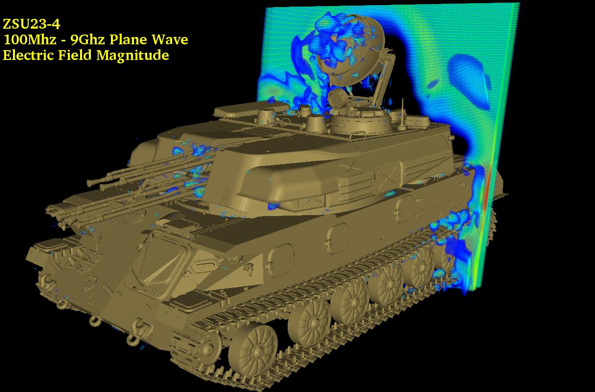 ZSU23-4
100Mhz - 9Ghz Plane Wave
Electric Field Magnitude